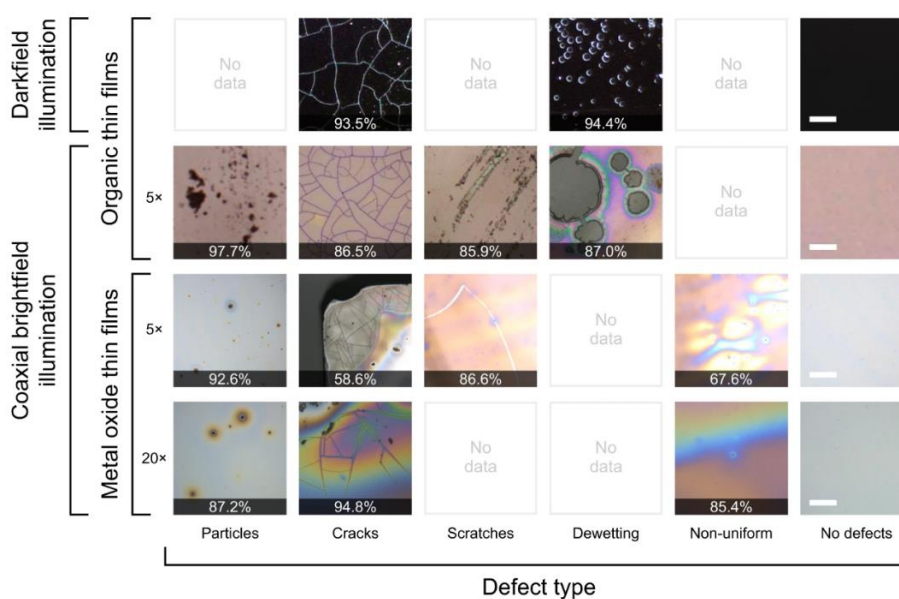 Darkfield
illumination
Organic thin films
No
data
93.5%
No
data
94.4%
No
data
5×
97.7%
86.5%
85.9%
87.0%
No
data
Coaxial brightfield
illumination
Metal oxide thin films
5×
92.6%
58.6%
86.6%
No
data
67.6%
20×
87.2%
94.8%
No
data
No
data
85.4%
Particles
Cracks
Scratches
Dewetting
Non-uniform
No defects
Defect type